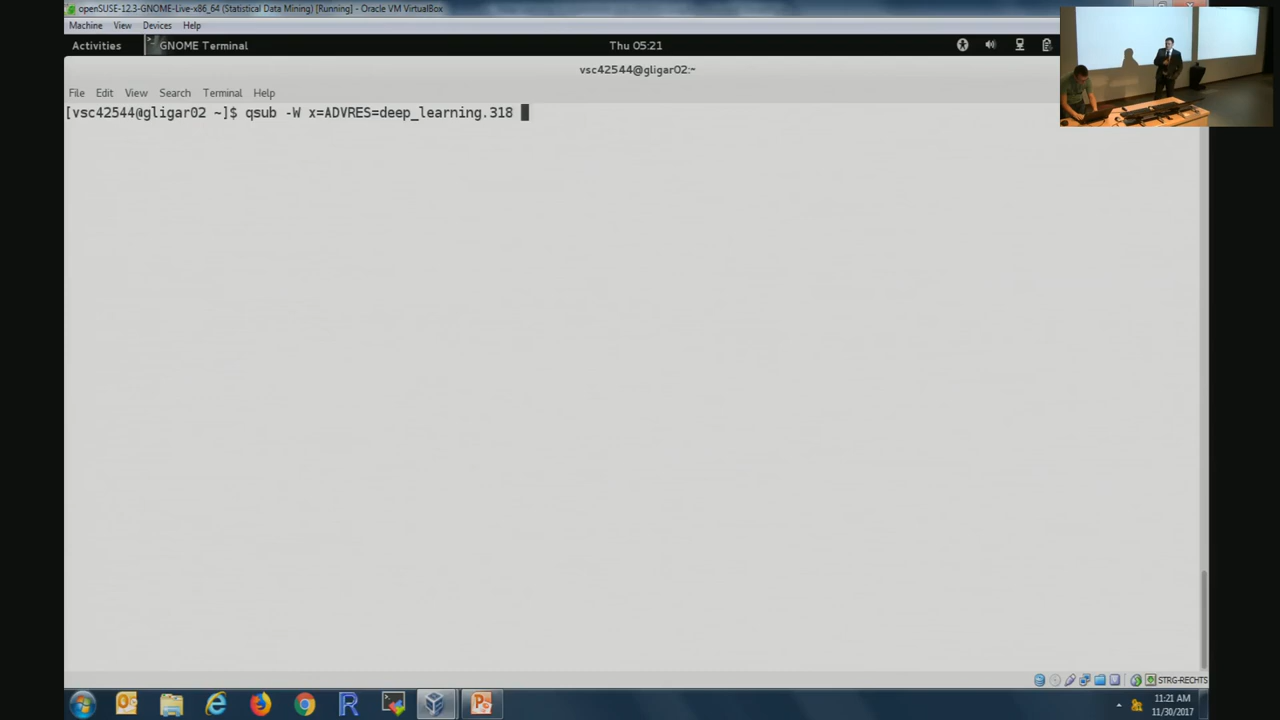 openSUSE-12.3-GNOME-Live-x86_64 (Statistical Data Mining) [Running] - Oracle VM VirtualBox
Machine View Devices Help
Activities GNOME Terminal Thu 05:21
vsc42544@gligar02:~
File Edit View Search Terminal Help
[vsc42544@gligar02 ~]$ qsub -W x=ADVRES=deep_learning.318
STRG-RECHTS
11:21 AM
11/30/2017